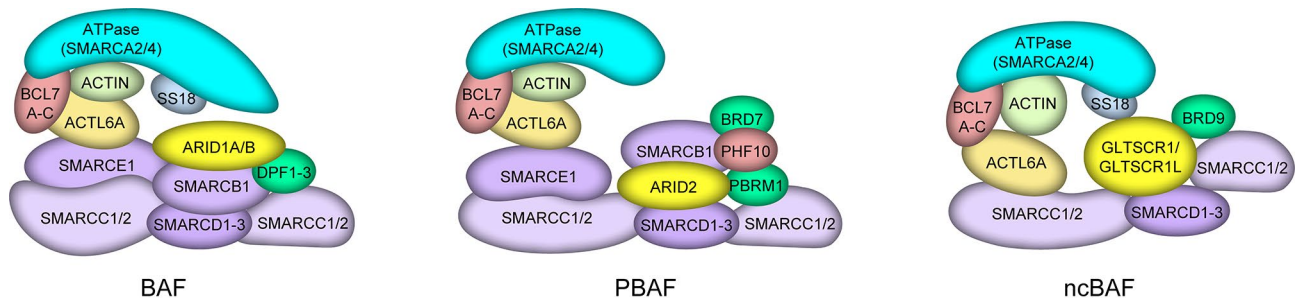 ATPase
(SMARCA2/4)
BCL7
A-C
ACTIN
SS18
ACTL6A
ARID1A/B
SMARCE1
DPF1-3
SMARCB1
SMARCC1/2
SMARCD1-3
SMARCC1/2
BAF
ATPase
(SMARCA2/4)
BCL7
A-C
ACTIN
ACTL6A
BRD7
SMARCB1
PHF10
SMARCE1
ARID2
PBRM1
SMARCC1/2
SMARCD1-3
SMARCC1/2
PBAF
ATPase
(SMARCA2/4)
BCL7
A-C
ACTIN
SS18
BRD9
GLTSCR1/
GLTSCR1L
ACTL6A
SMARCC1/2
SMARCC1/2
SMARCD1-3
ncBAF